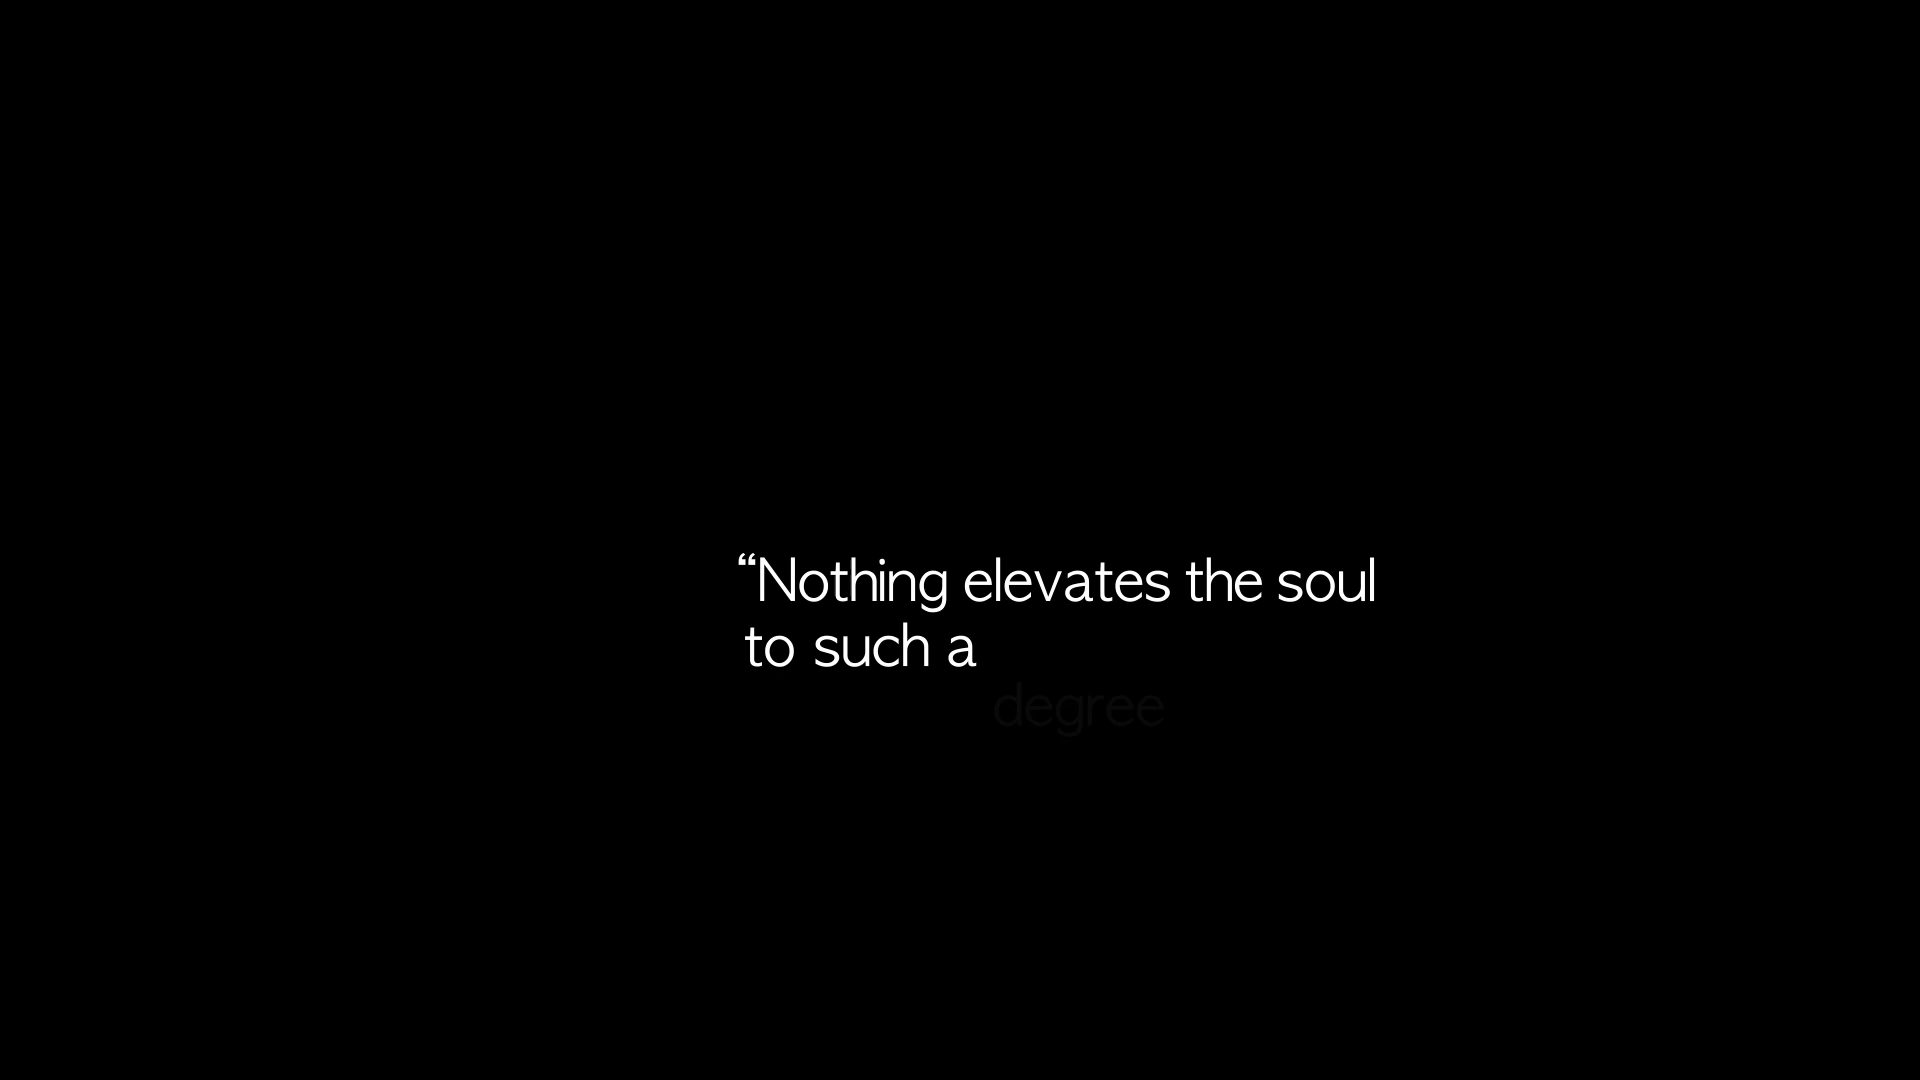 “Nothing elevates the soul
to such a
degree